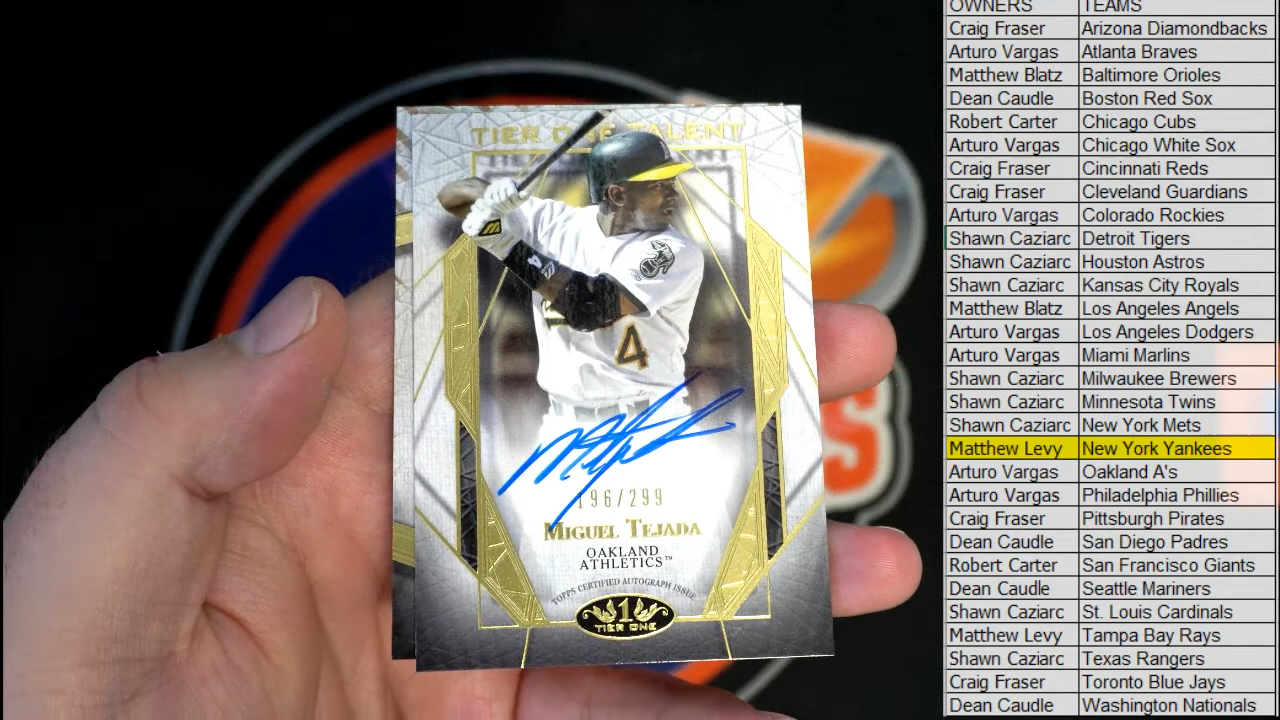 TIER ONE TALENT
4
4
196/299
MIGUEL TEJADA
OAKLAND
ATHLETICS™
TOPPS CERTIFIED AUTOGRAPH ISSUE
1
TIER ONE
OWNERS TEAMS
Craig Fraser Arizona Diamondbacks
Arturo Vargas Atlanta Braves
Matthew Blatz Baltimore Orioles
Dean Caudle Boston Red Sox
Robert Carter Chicago Cubs
Arturo Vargas Chicago White Sox
Craig Fraser Cincinnati Reds
Craig Fraser Cleveland Guardians
Arturo Vargas Colorado Rockies
Shawn Caziarc Detroit Tigers
Shawn Caziarc Houston Astros
Shawn Caziarc Kansas City Royals
Matthew Blatz Los Angeles Angels
Arturo Vargas Los Angeles Dodgers
Arturo Vargas Miami Marlins
Shawn Caziarc Milwaukee Brewers
Shawn Caziarc Minnesota Twins
Shawn Caziarc New York Mets
Matthew Levy New York Yankees
Arturo Vargas Oakland A's
Arturo Vargas Philadelphia Phillies
Craig Fraser Pittsburgh Pirates
Dean Caudle San Diego Padres
Robert Carter San Francisco Giants
Dean Caudle Seattle Mariners
Shawn Caziarc St. Louis Cardinals
Matthew Levy Tampa Bay Rays
Shawn Caziarc Texas Rangers
Craig Fraser Toronto Blue Jays
Dean Caudle Washington Nationals